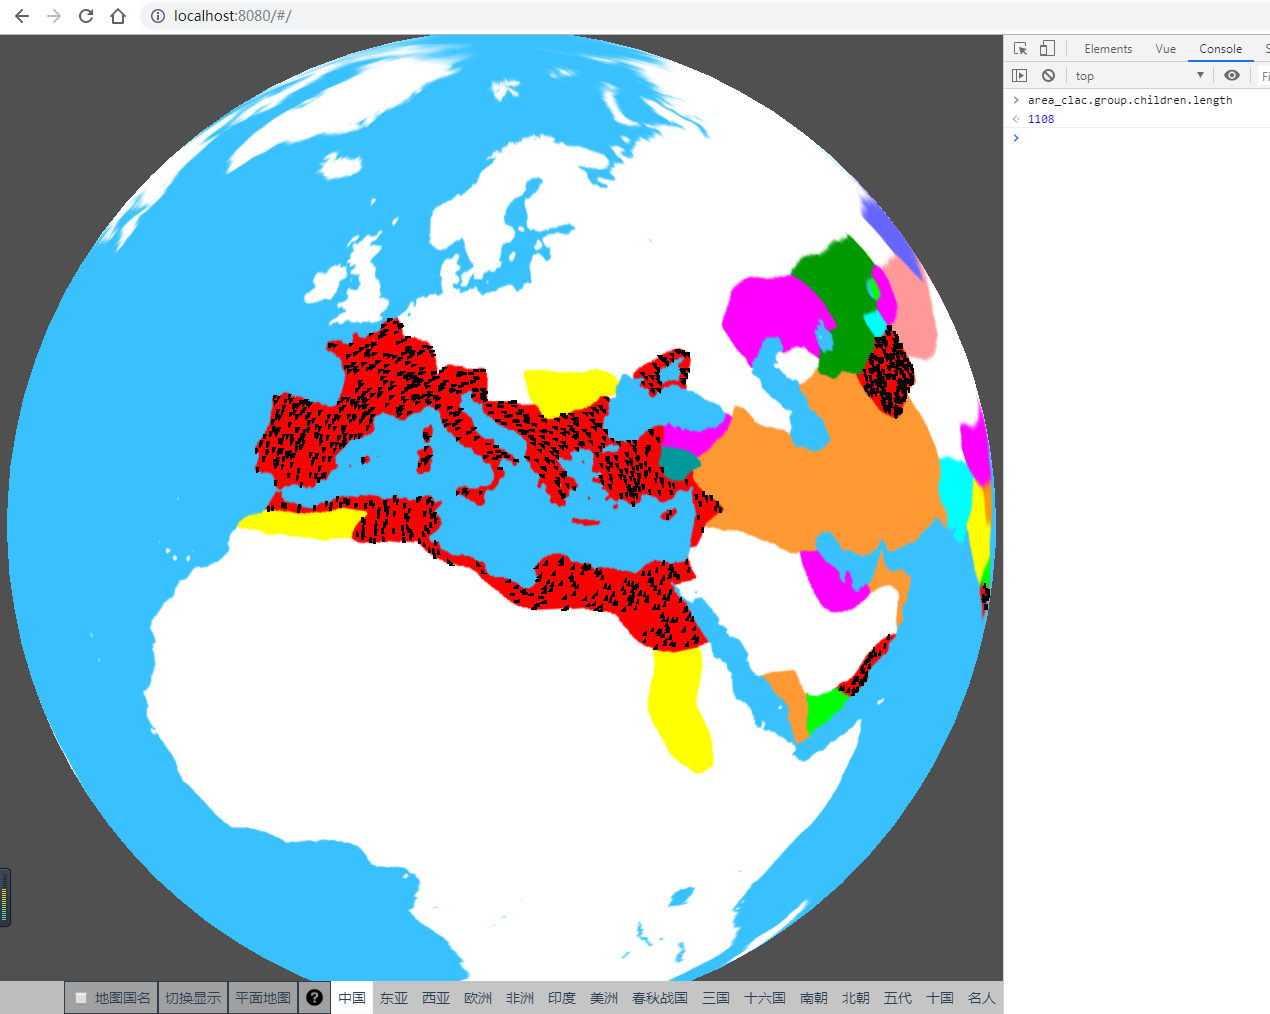 localhost:8080/#/
Elements Vue Console S
top Fi
area_clac.group.children.length
1108
地图国名 切换显示 平面地图 ? 中国 东亚 西亚 欧洲 非洲 印度 美洲 春秋战国 三国 十六国 南朝 北朝 五代 十国 名人